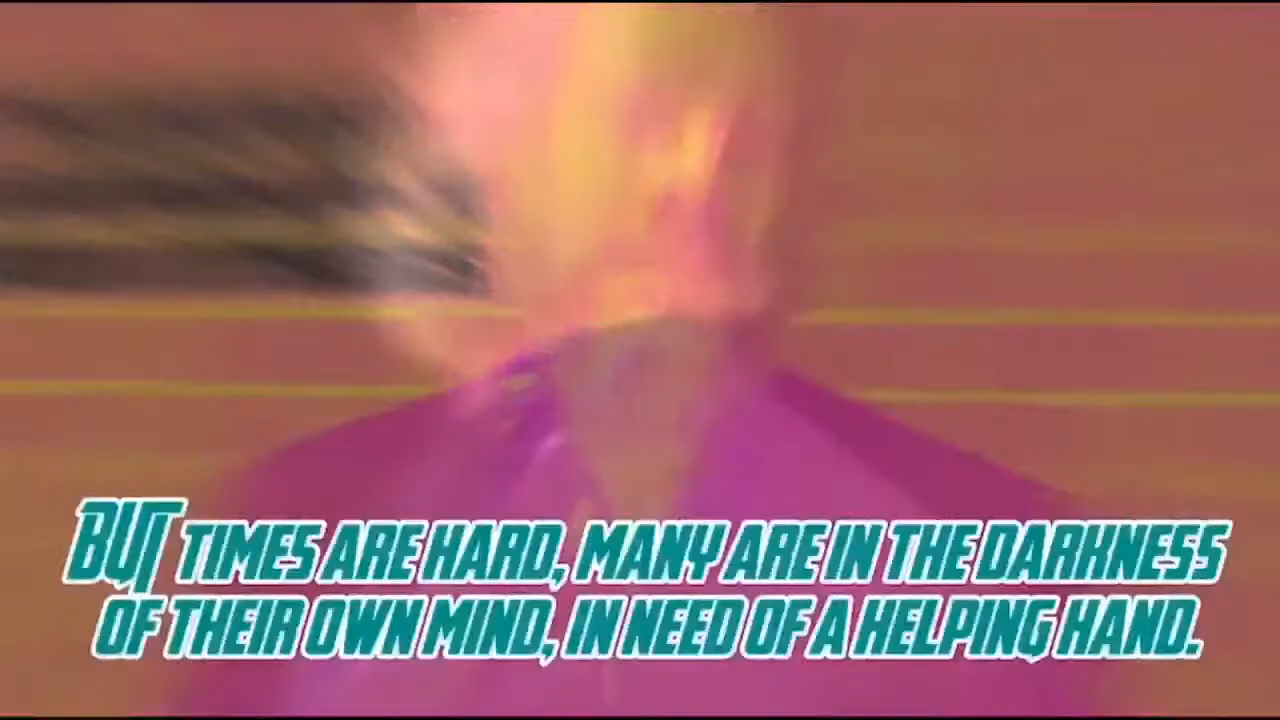 BUT TIMES ARE HARD, MANY ARE IN THE DARKNESS
OF THEIR OWN MIND, IN NEED OF A HELPING HAND.